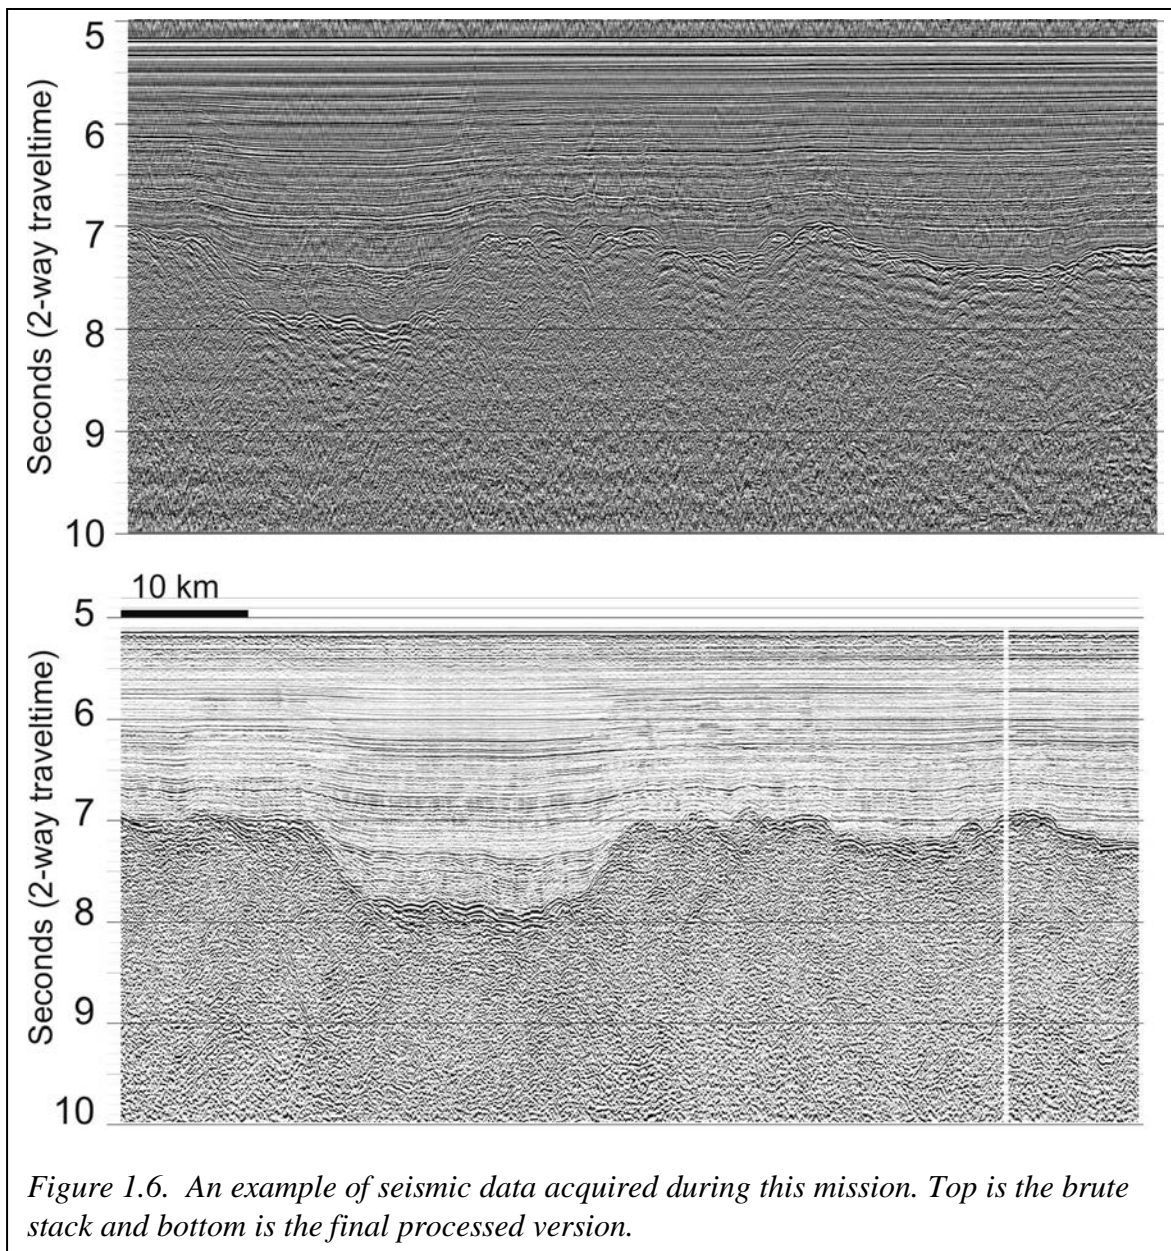 5
6
7
8
9
10
Seconds (2-way traveltime)
10 km
5
6
7
8
9
10
Seconds (2-way traveltime)
Figure 1.6. An example of seismic data acquired during this mission. Top is the brute
stack and bottom is the final processed version.